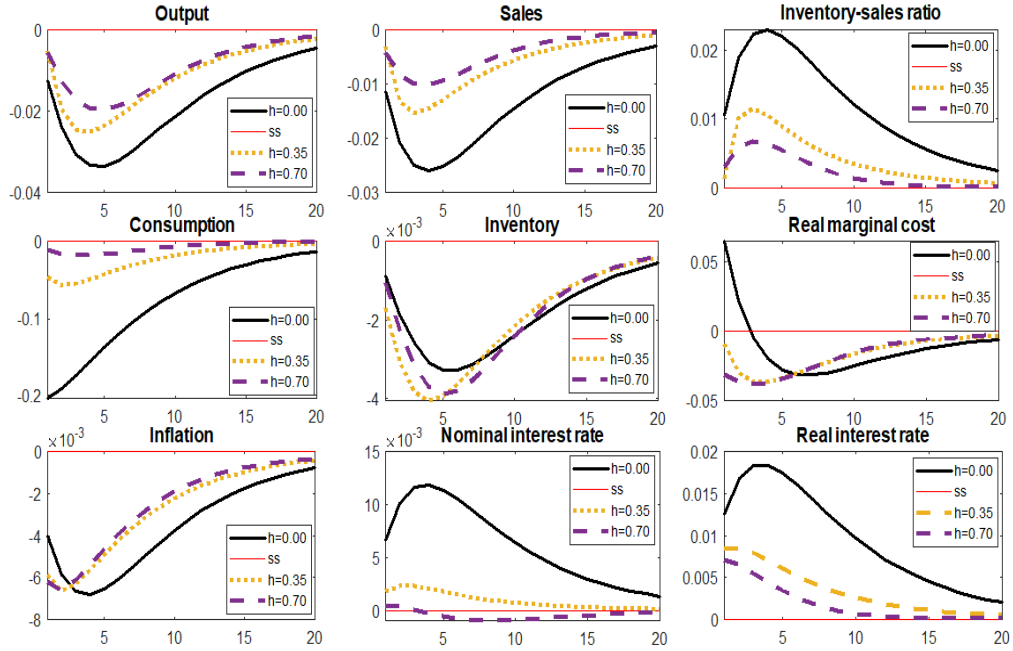 Output
0
-0.02
-0.04
5
10
15
20
h=0.00
ss
h=0.35
h=0.70
Sales
0
-0.01
-0.02
-0.03
5
10
15
20
h=0.00
ss
h=0.35
h=0.70
Inventory-sales ratio
0.02
0.01
0
5
10
15
20
h=0.00
ss
h=0.35
h=0.70
Consumption
0
-0.1
-0.2
5
10
15
20
h=0.00
ss
h=0.35
h=0.70
×10⁻³
Inventory
0
-2
-4
5
10
15
20
h=0.00
ss
h=0.35
h=0.70
Real marginal cost
0.05
0
-0.05
5
10
15
20
h=0.00
ss
h=0.35
h=0.70
×10⁻³
Inflation
0
-2
-4
-6
-8
5
10
15
20
h=0.00
ss
h=0.35
h=0.70
×10⁻³
Nominal interest rate
15
10
5
0
5
10
15
20
h=0.00
ss
h=0.35
h=0.70
Real interest rate
0.02
0.015
0.01
0.005
0
5
10
15
20
h=0.00
ss
h=0.35
h=0.70